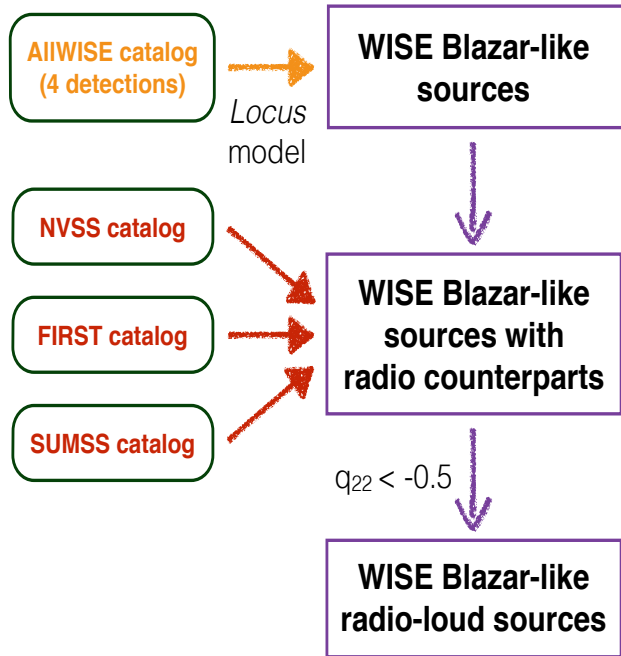 AllWISE catalog
(4 detections)
Locus
model
WISE Blazar-like
sources
NVSS catalog
FIRST catalog
SUMSS catalog
WISE Blazar-like
sources with
radio counterparts
q₂₂ < -0.5
WISE Blazar-like
radio-loud sources